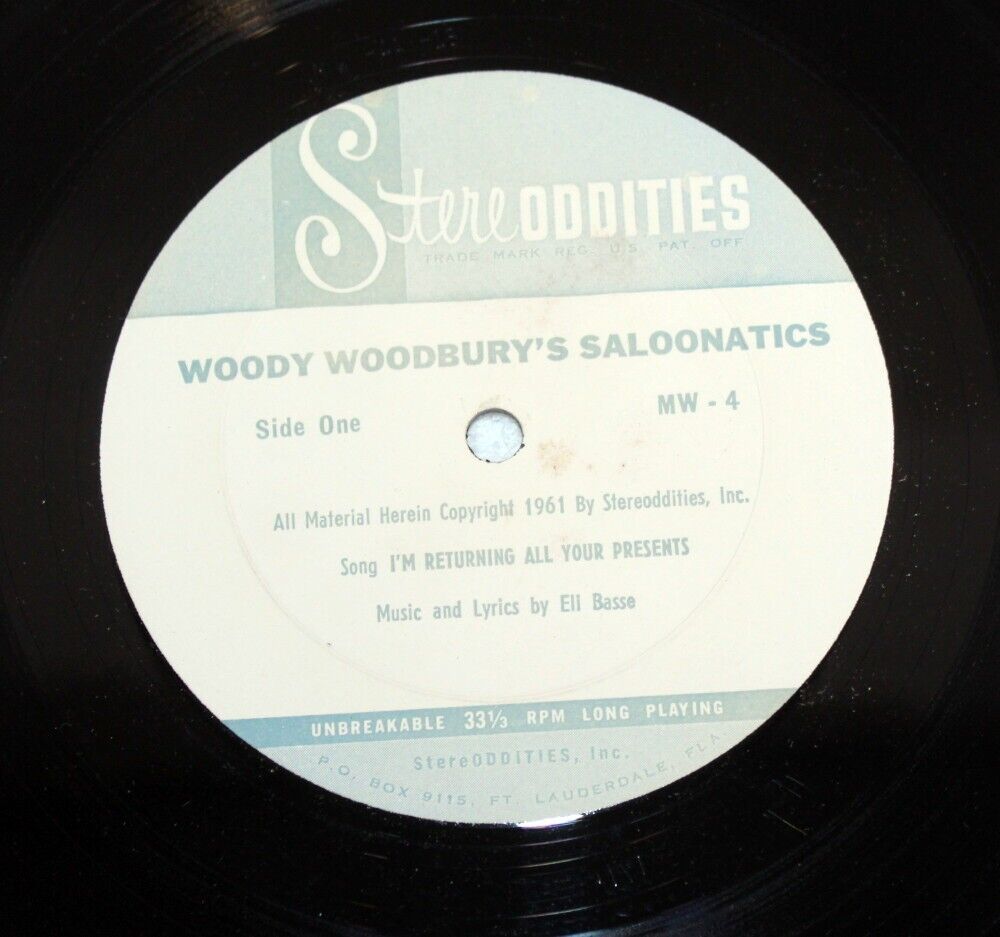 StereODDITIES
TRADE MARK REG. U.S. PAT. OFF
WOODY WOODBURY'S SALOONATICS
Side One
MW - 4
All Material Herein Copyright 1961 By Stereoddities, Inc.
Song I'M RETURNING ALL YOUR PRESENTS
Music and Lyrics by Eli Basse
UNBREAKABLE 33⅓ RPM LONG PLAYING
StereODDITIES, Inc.
P.O. BOX 9115, FT. LAUDERDALE, FLA.